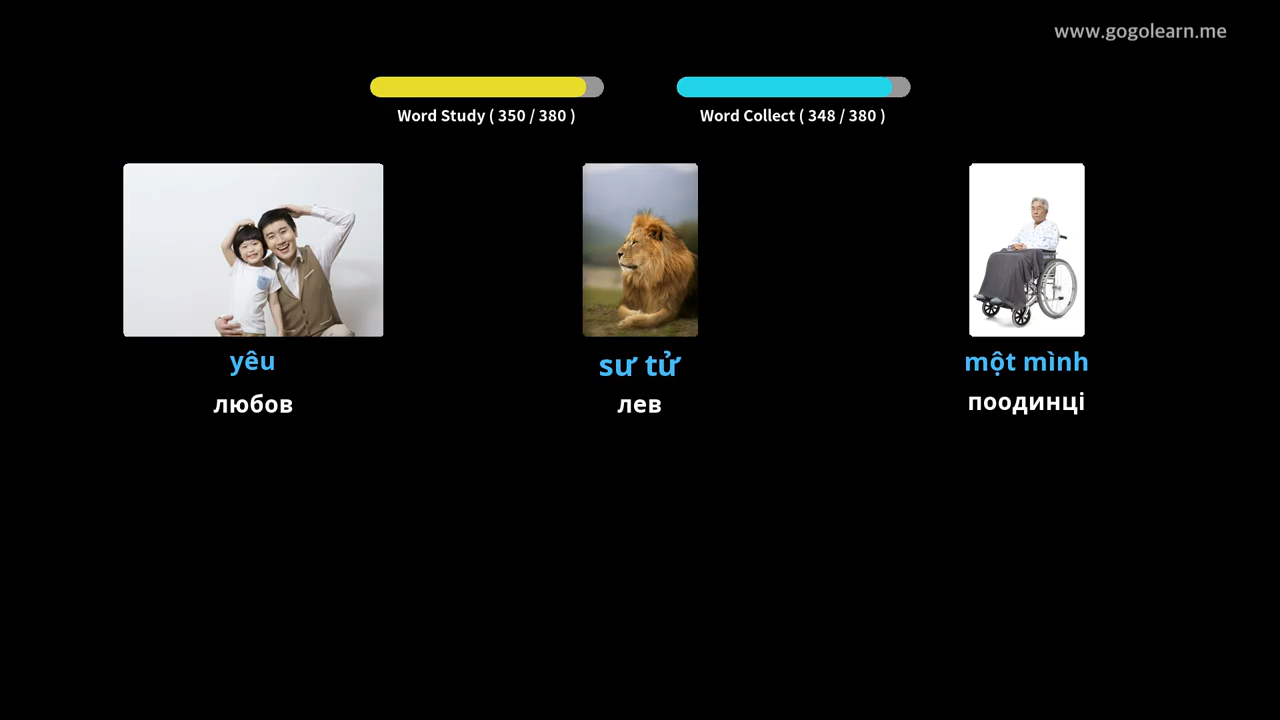 www.gogolearn.me
Word Study ( 350 / 380 )
Word Collect ( 348 / 380 )
yêu
sư tử
một mình
любов
лев
поодинці